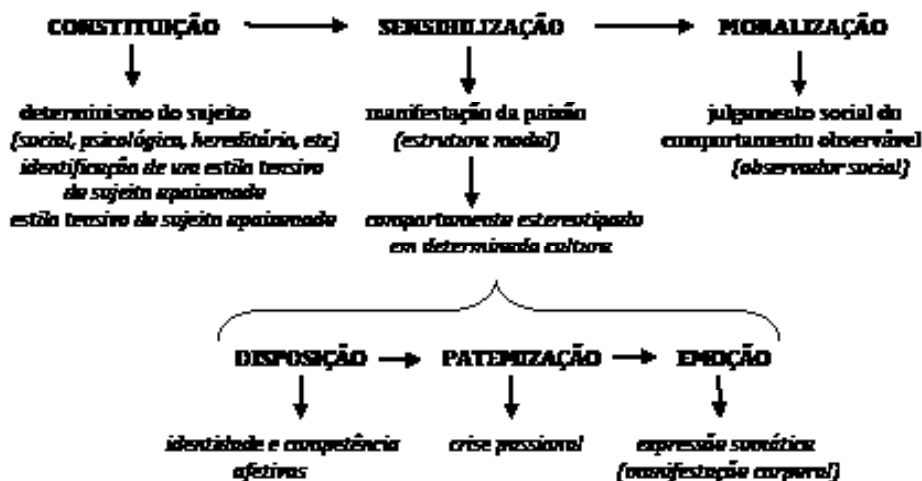 CONSTITUIÇÃO SENSIBILIZAÇÃO MORALIZAÇÃO
determinismo do sujeito
(social, psicológico, hereditário, etc)
identificação de um estilo tensivo
do sujeito apaixonado
estilo tensivo do sujeito apaixonado
manifestação da paixão
(estrutura modal)
comportamento estereotipado
em determinada cultura
julgamento social do
comportamento observável
(observador social)
DISPOSIÇÃO PATEMIZAÇÃO EMOÇÃO
identidade e competência
afetivas
crise passional
expressão somática
(manifestação corporal)